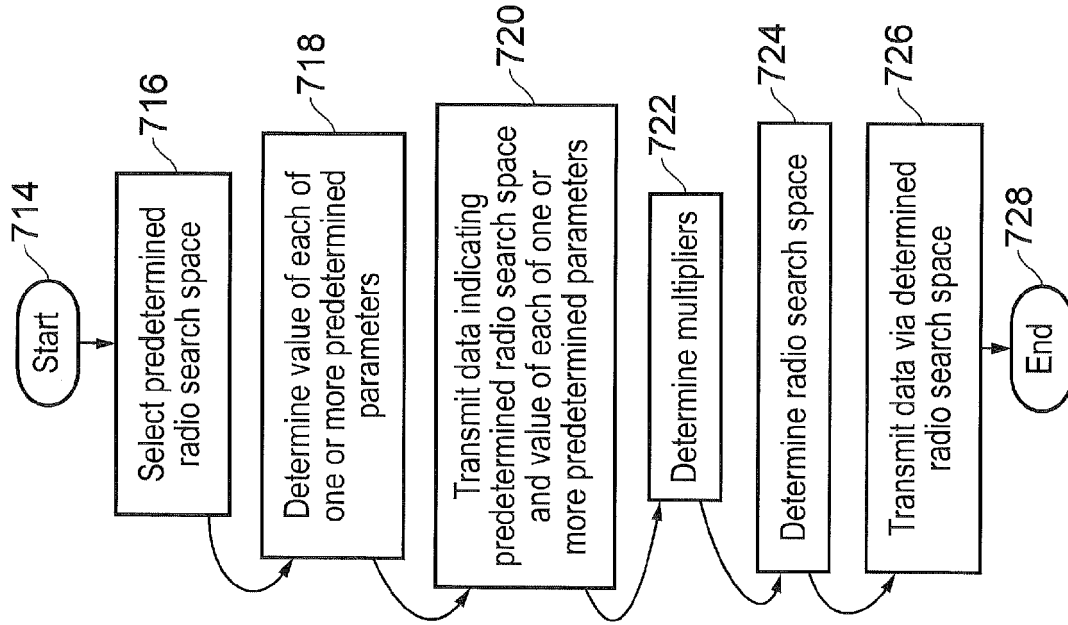 714
Start
716
Select predetermined
radio search space
718
Determine value of each of
one or more predetermined
parameters
720
Transmit data indicating
predetermined radio search space
and value of each of one or
more predetermined parameters
722
Determine multipliers
724
Determine radio search space
726
Transmit data via determined
radio search space
728
End